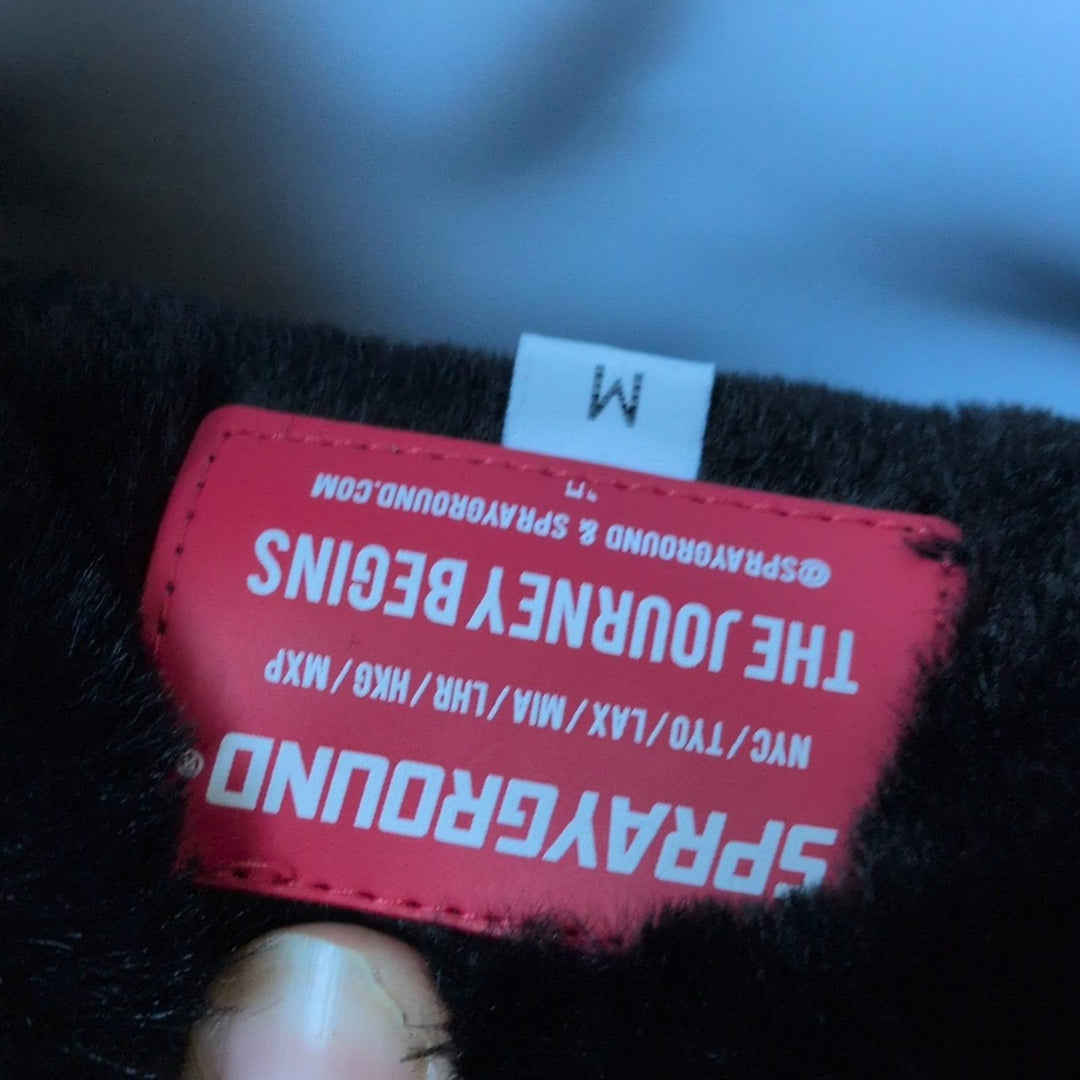 SPRAYGROUND®
NYC/TYO/LAX/MIA/LHR/HKG/MXP
THE JOURNEY BEGINS
@SPRAYGROUND & SPRAYGROUND.COM
M